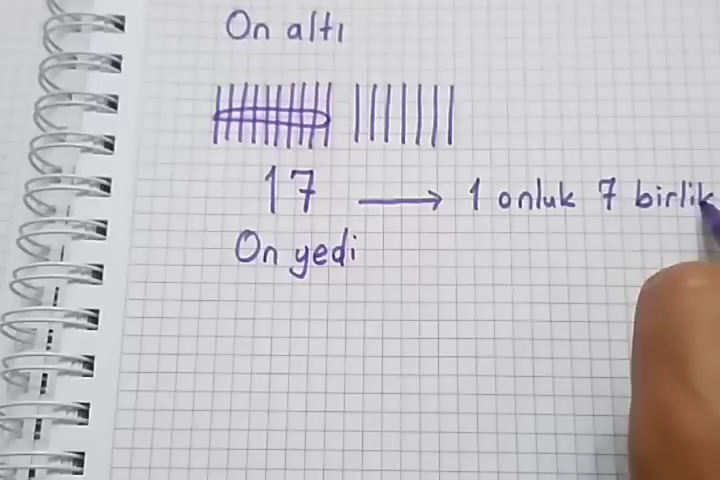 On altı
17 → 1 onluk 7 birlik
On yedi